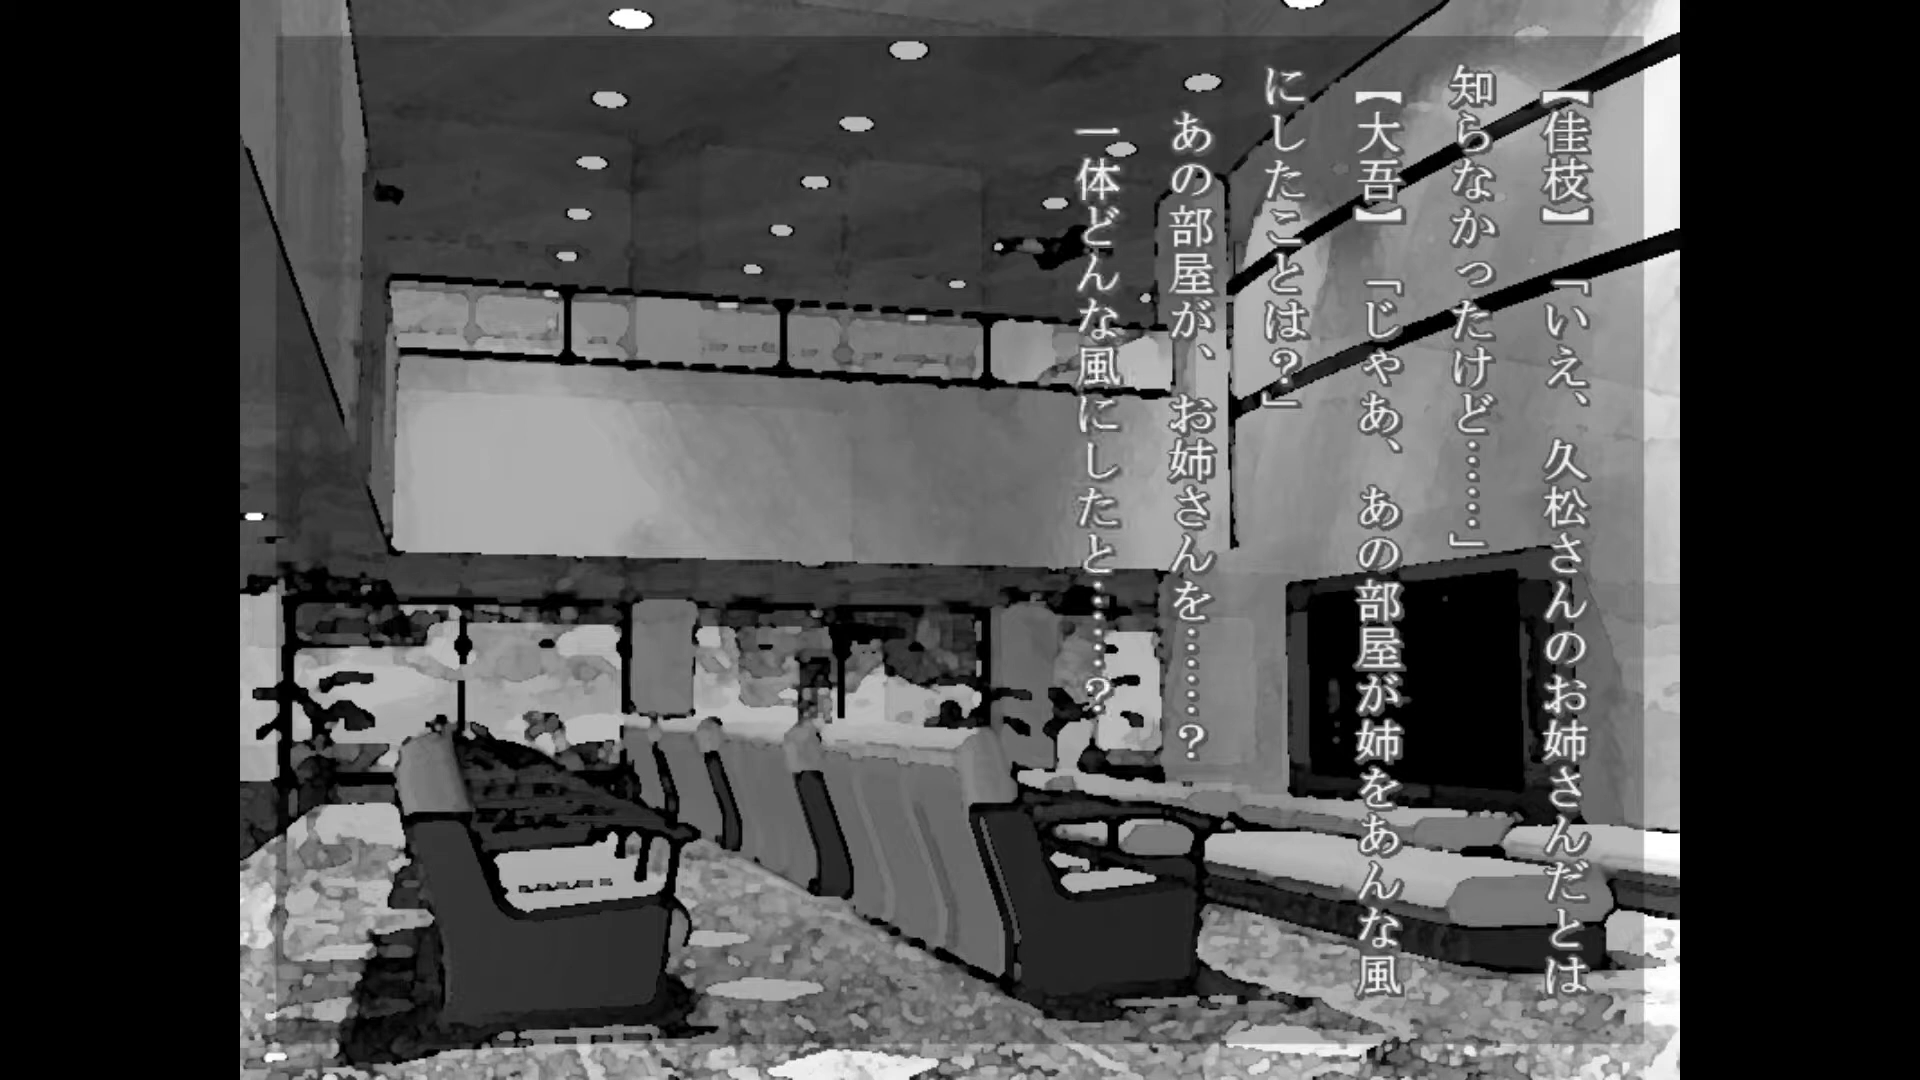 【佳枝】「いえ、久松さんのお姉さんだとは
知らなかったけど……」
【大吾】「じゃあ、あの部屋が姉をあんな風
にしたことは？」
あの部屋が、お姉さんを……？
一体どんな風にしたと……？